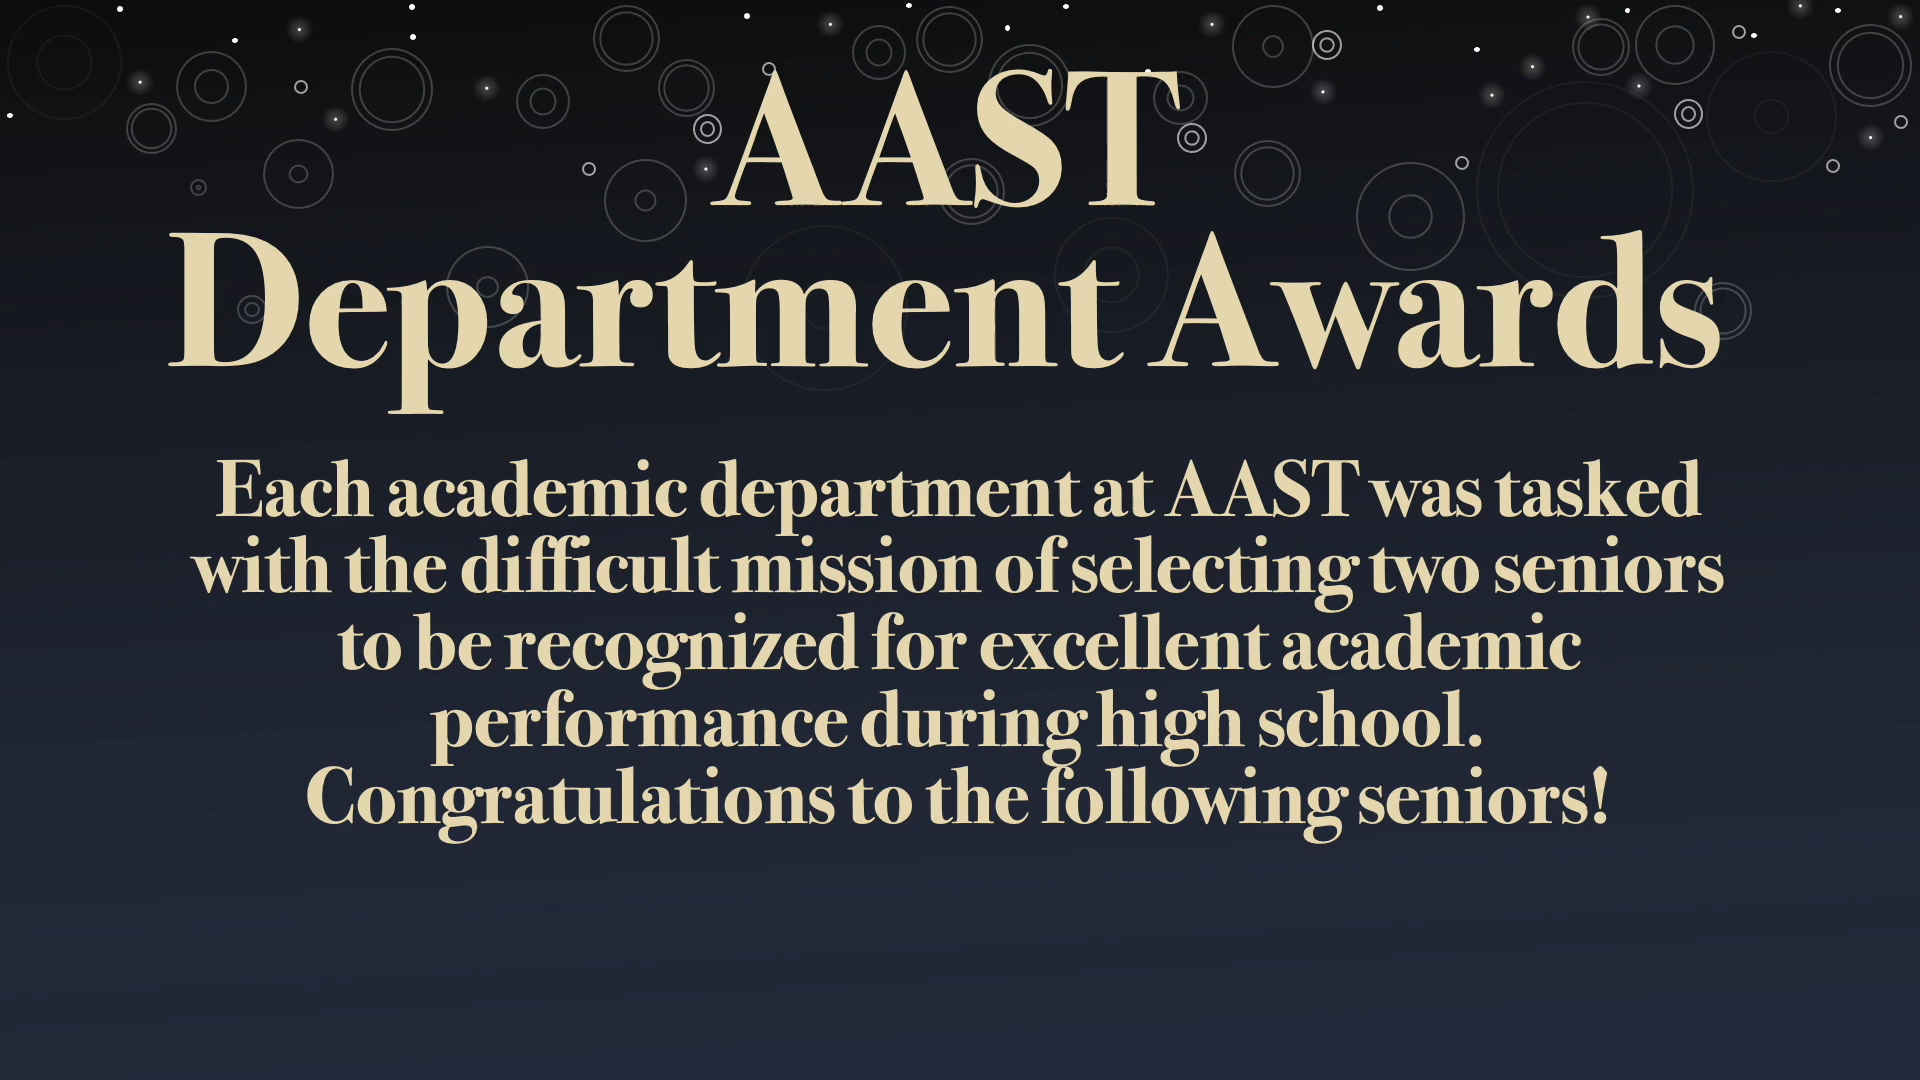 AAST
Department Awards
Each academic department at AAST was tasked
with the difficult mission of selecting two seniors
to be recognized for excellent academic
performance during high school.
Congratulations to the following seniors!